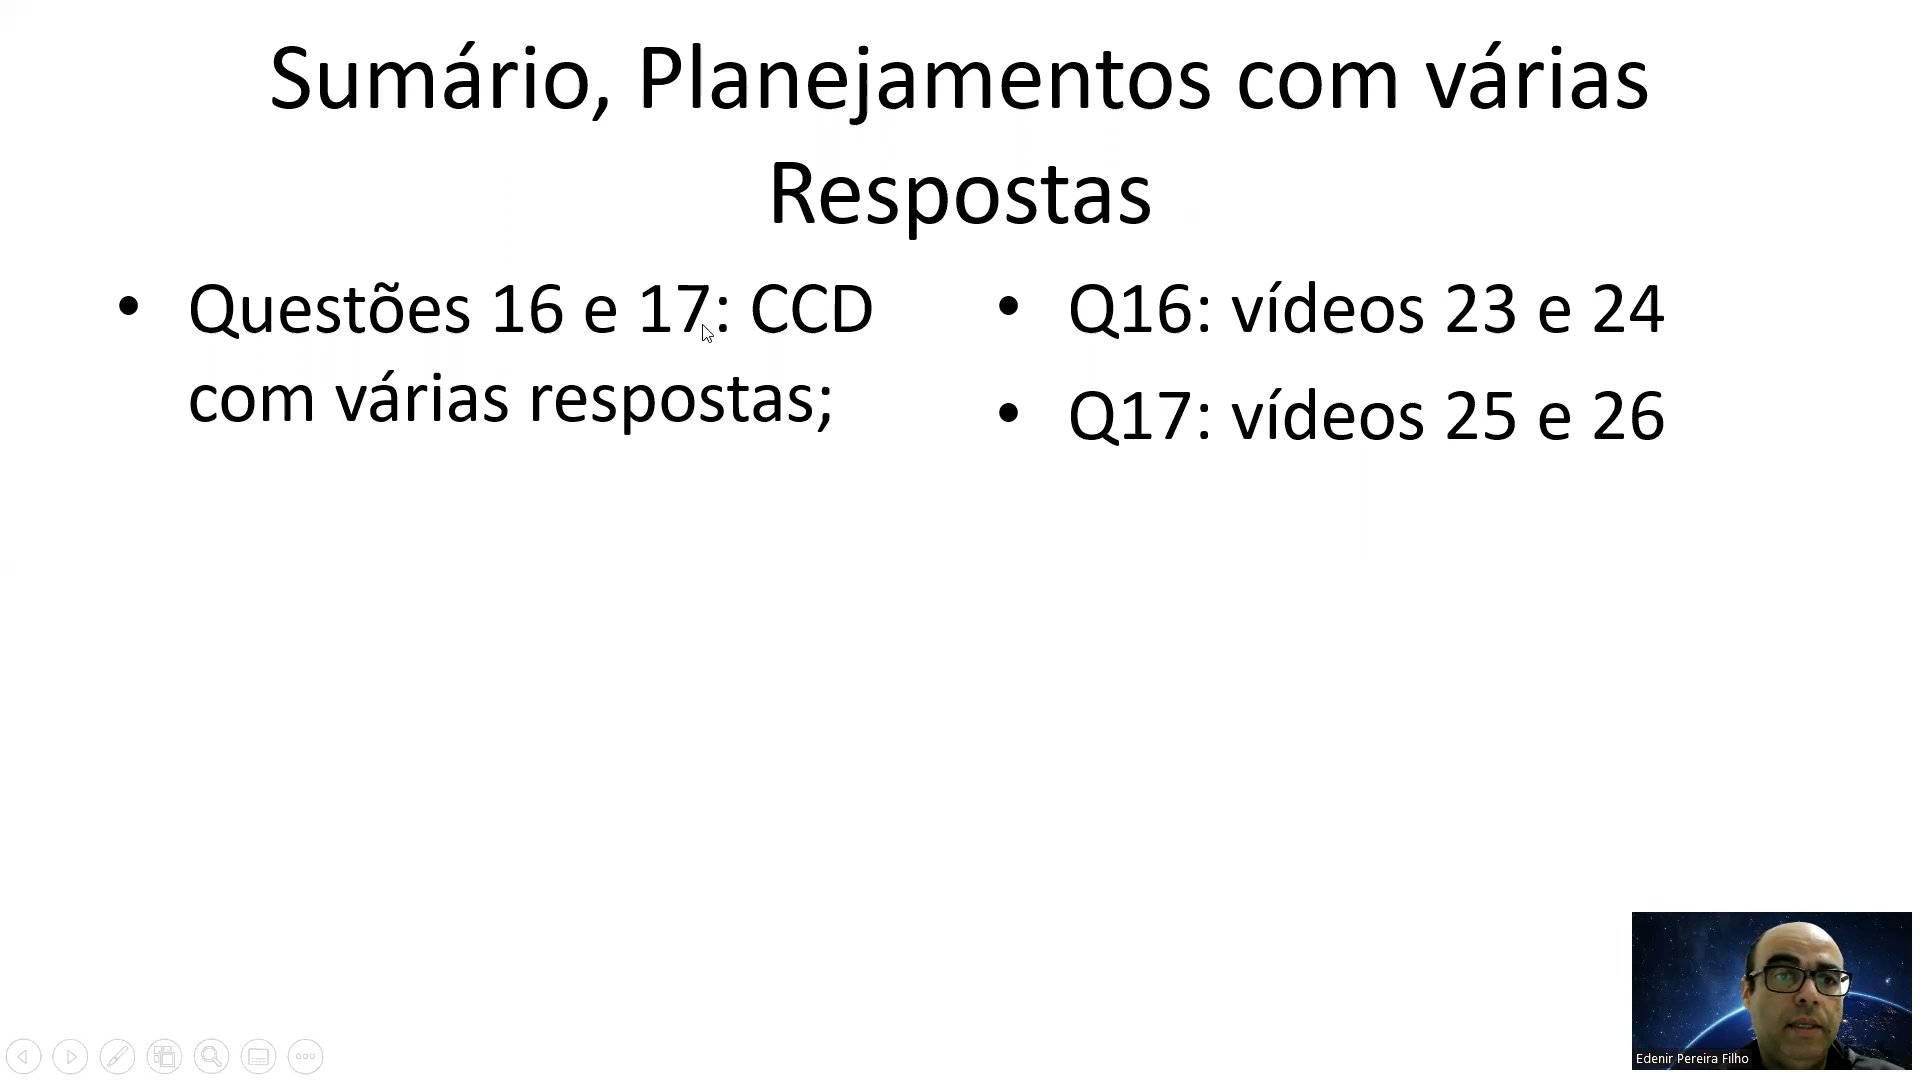 Sumário, Planejamentos com várias
Respostas
• Questões 16 e 17: CCD
com várias respostas;
• Q16: vídeos 23 e 24
• Q17: vídeos 25 e 26
Edenir Pereira Filho